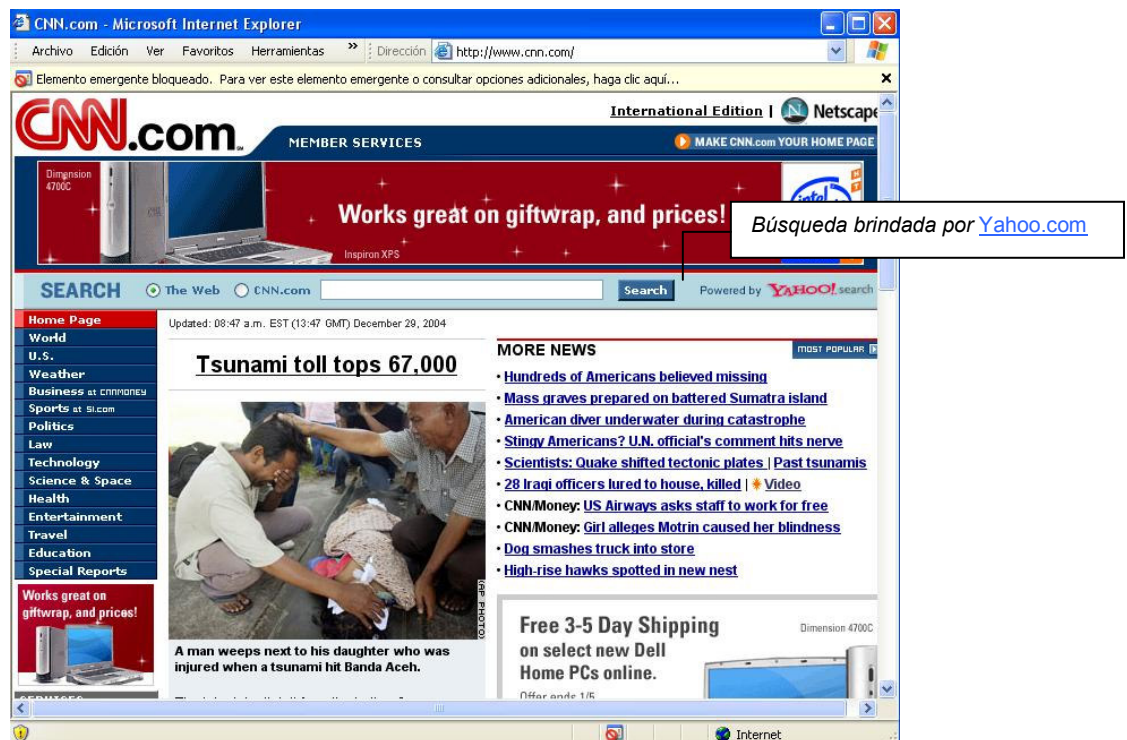 CNN.com - Microsoft Internet Explorer
Archivo Edición Ver Favoritos Herramientas » Dirección http://www.cnn.com/
Elemento emergente bloqueado. Para ver este elemento emergente o consultar opciones adicionales, haga clic aquí...
International Edition | Netscape
CNN.com
MEMBER SERVICES
MAKE CNN.com YOUR HOME PAGE
Dimension 4700C
Works great on giftwrap, and prices!
intel
Inspiron XPS
Búsqueda brindada por Yahoo.com
SEARCH The Web CNN.com Search Powered by YAHOO! search
Home Page
World
U.S.
Weather
Business at CNNMONEY
Sports at SI.com
Politics
Law
Technology
Science & Space
Health
Entertainment
Travel
Education
Special Reports
Works great on
giftwrap, and prices!
Updated: 08:47 a.m. EST (13:47 GMT) December 29, 2004
Tsunami toll tops 67,000
(AP PHOTO)
A man weeps next to his daughter who was
injured when a tsunami hit Banda Aceh.
MORE NEWS
MOST POPULAR
· Hundreds of Americans believed missing
· Mass graves prepared on battered Sumatra island
· American diver underwater during catastrophe
· Stingy Americans? U.N. official's comment hits nerve
· Scientists: Quake shifted tectonic plates | Past tsunamis
· 28 Iraqi officers lured to house, killed | Video
· CNN/Money: US Airways asks staff to work for free
· CNN/Money: Girl alleges Motrin caused her blindness
· Dog smashes truck into store
· High-rise hawks spotted in new nest
Free 3-5 Day Shipping
on select new Dell
Home PCs online.
Offer ends 1/5
Dimension 4700C
SERVICES
Internet